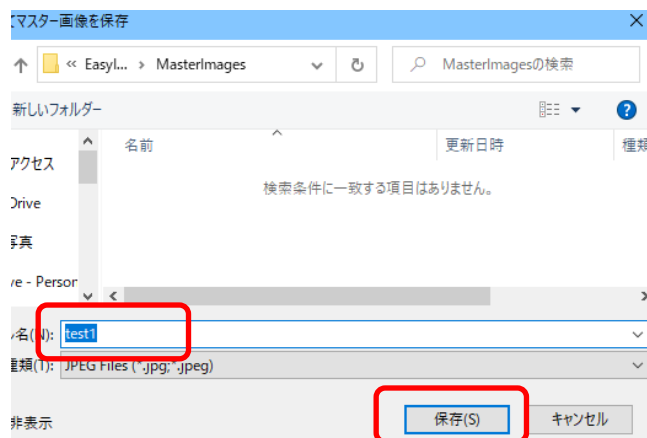 てマスター画像を保存
« EasyI... › MasterImages
MasterImagesの検索
新しいフォルダー
名前
更新日時
種類
アクセス
検索条件に一致する項目はありません。
Drive
写真
ve - Person
ル名(N): test1
種類(T): JPEG Files (*.jpg;*.jpeg)
非表示
保存(S)
キャンセル